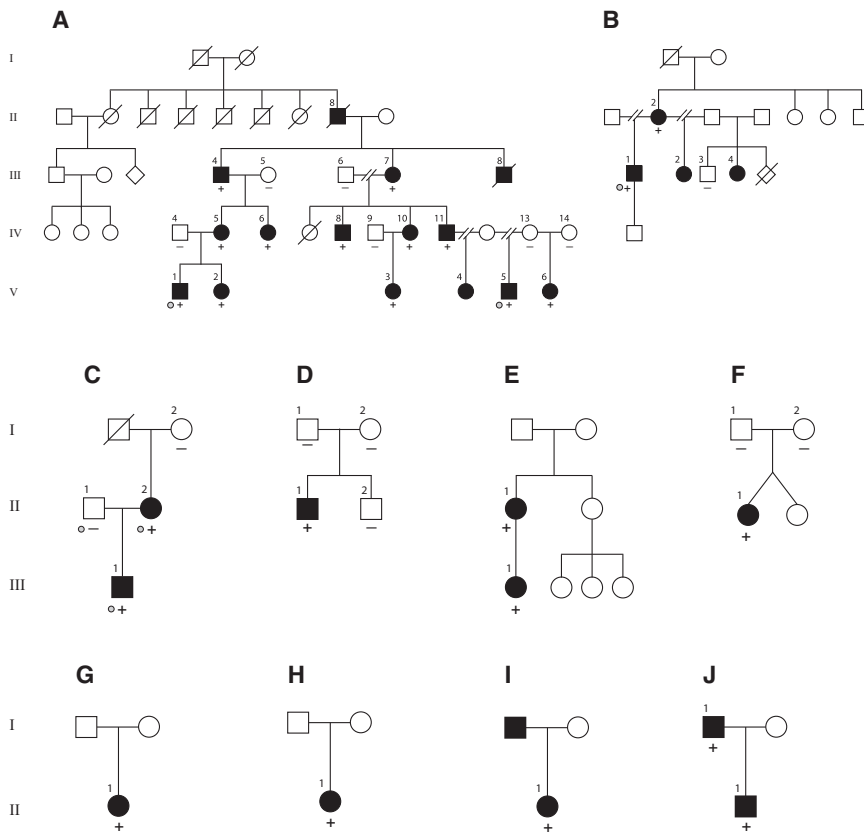 A B
I
II 8 2
III 4 5 6 7 8 1 2 3 4
− − + + + −
+
IV 4 5 6 8 9 10 11 13 14
− + + + − + + − −
V 1 2 3 4 5 6
+ + + + +
C D E F
I 2 1 2 1 2
− − − − −
II 1 2 1 2 1 1
− + + − + +
III 1 1
+ +
G H I J
I 1
+
II 1 1 1 1
+ + + +